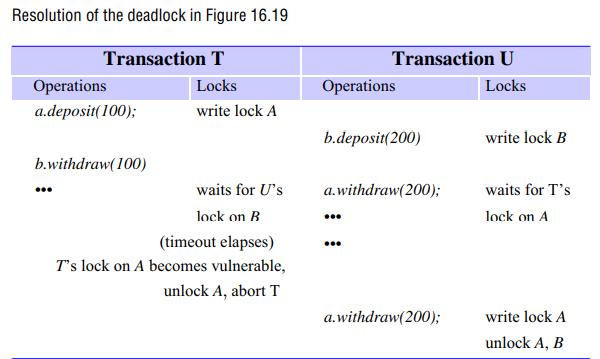 Resolution of the deadlock in Figure 16.19
Transaction T Transaction U
Operations Locks Operations Locks
a.deposit(100); write lock A
b.deposit(200) write lock B
b.withdraw(100)
••• waits for U's a.withdraw(200); waits for T's
lock on B ••• lock on A
(timeout elapses) •••
T's lock on A becomes vulnerable,
unlock A, abort T
a.withdraw(200); write lock A
unlock A, B